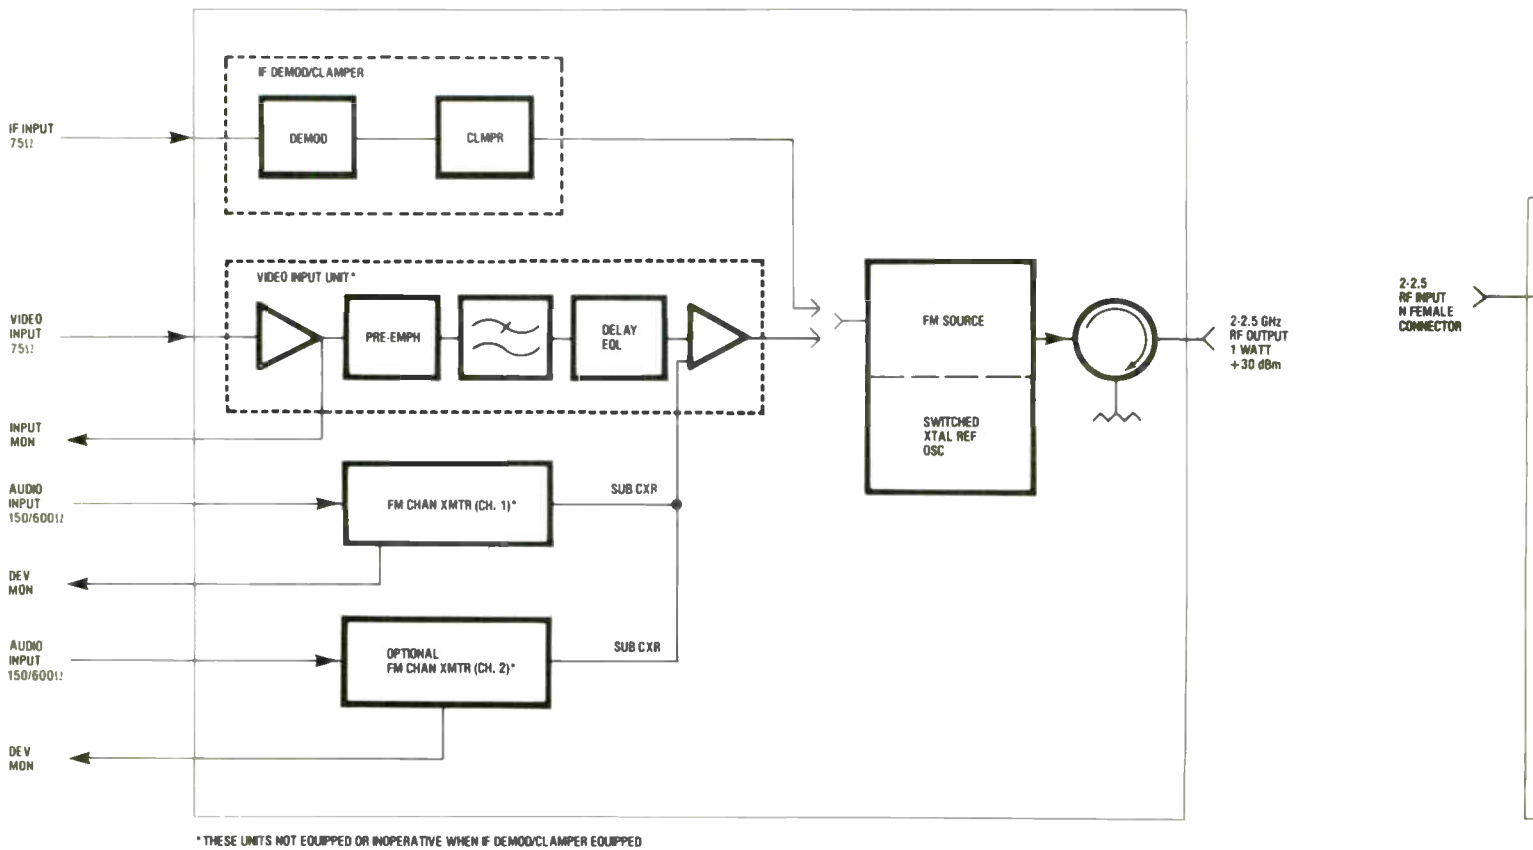 IF DEMOD/CLAMPER
IF INPUT
75Ω
DEMOD
CLMPR
VIDEO INPUT UNIT*
VIDEO
INPUT
75Ω
PRE-EMPH
DELAY
EQL
FM SOURCE
SWITCHED
XTAL REF
OSC
2-2.5 GHz
RF OUTPUT
1 WATT
+30 dBm
2-2.5
RF INPUT
N FEMALE
CONNECTOR
INPUT
MON
AUDIO
INPUT
150/600Ω
FM CHAN XMTR (CH. 1)*
SUB CXR
DEV
MON
AUDIO
INPUT
150/600Ω
OPTIONAL
FM CHAN XMTR (CH. 2)*
SUB CXR
DEV
MON
* THESE UNITS NOT EQUIPPED OR INOPERATIVE WHEN IF DEMOD/CLAMPER EQUIPPED